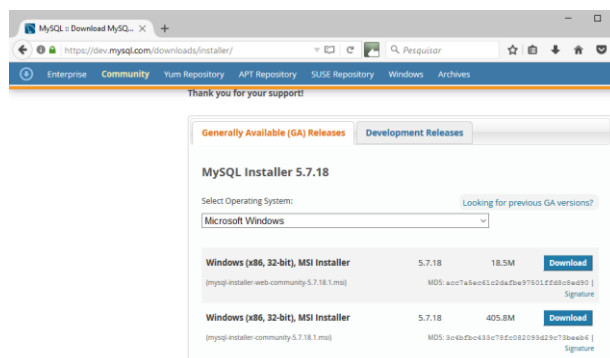 MySQL :: Download MySQ...
https://dev.mysql.com/downloads/installer/
Pesquisar
Enterprise Community Yum Repository APT Repository SUSE Repository Windows Archives
Thank you for your support!
Generally Available (GA) Releases Development Releases
MySQL Installer 5.7.18
Select Operating System:
Looking for previous GA versions?
Microsoft Windows
Windows (x86, 32-bit), MSI Installer 5.7.18 18.5M Download
(mysql-installer-web-community-5.7.18.1.msi) MD5:
Signature
Windows (x86, 32-bit), MSI Installer 5.7.18 405.8M Download
(mysql-installer-community-5.7.18.1.msi) MD5:
Signature